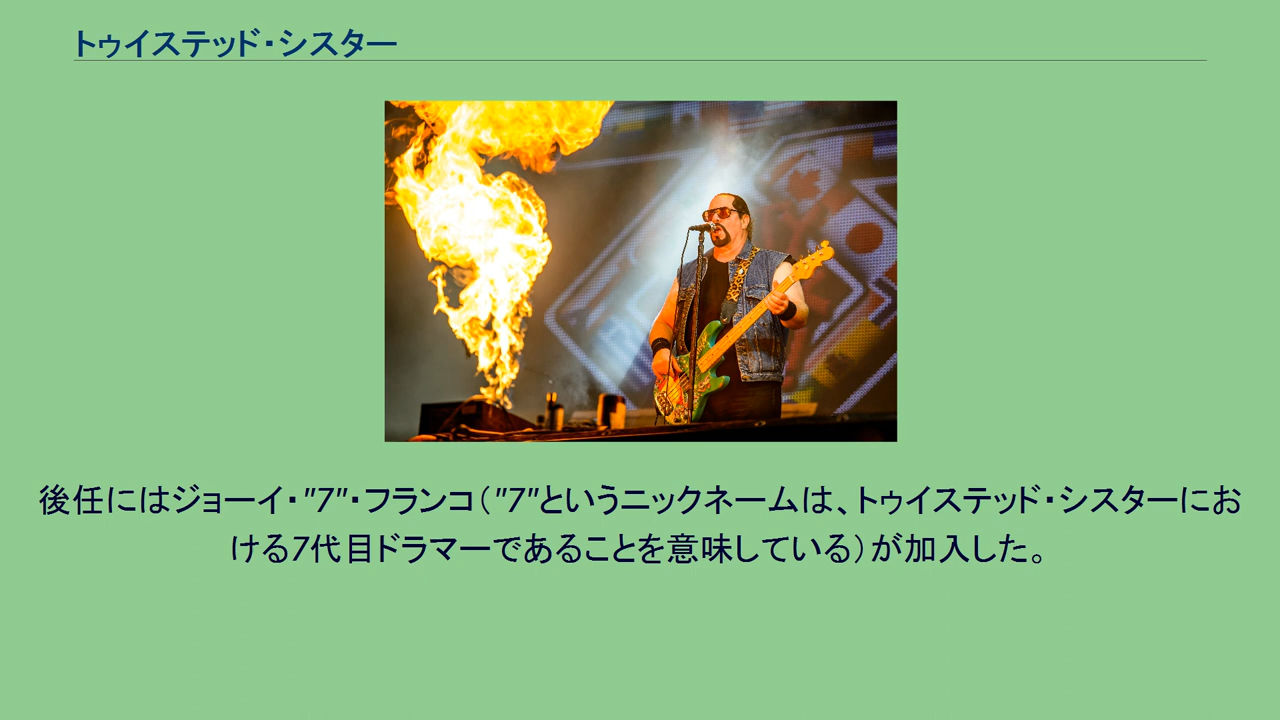 トゥイステッド・シスター
後任にはジョーイ・"7"・フランコ（"7"というニックネームは、トゥイステッド・シスターにお
ける7代目ドラマーであることを意味している）が加入した。